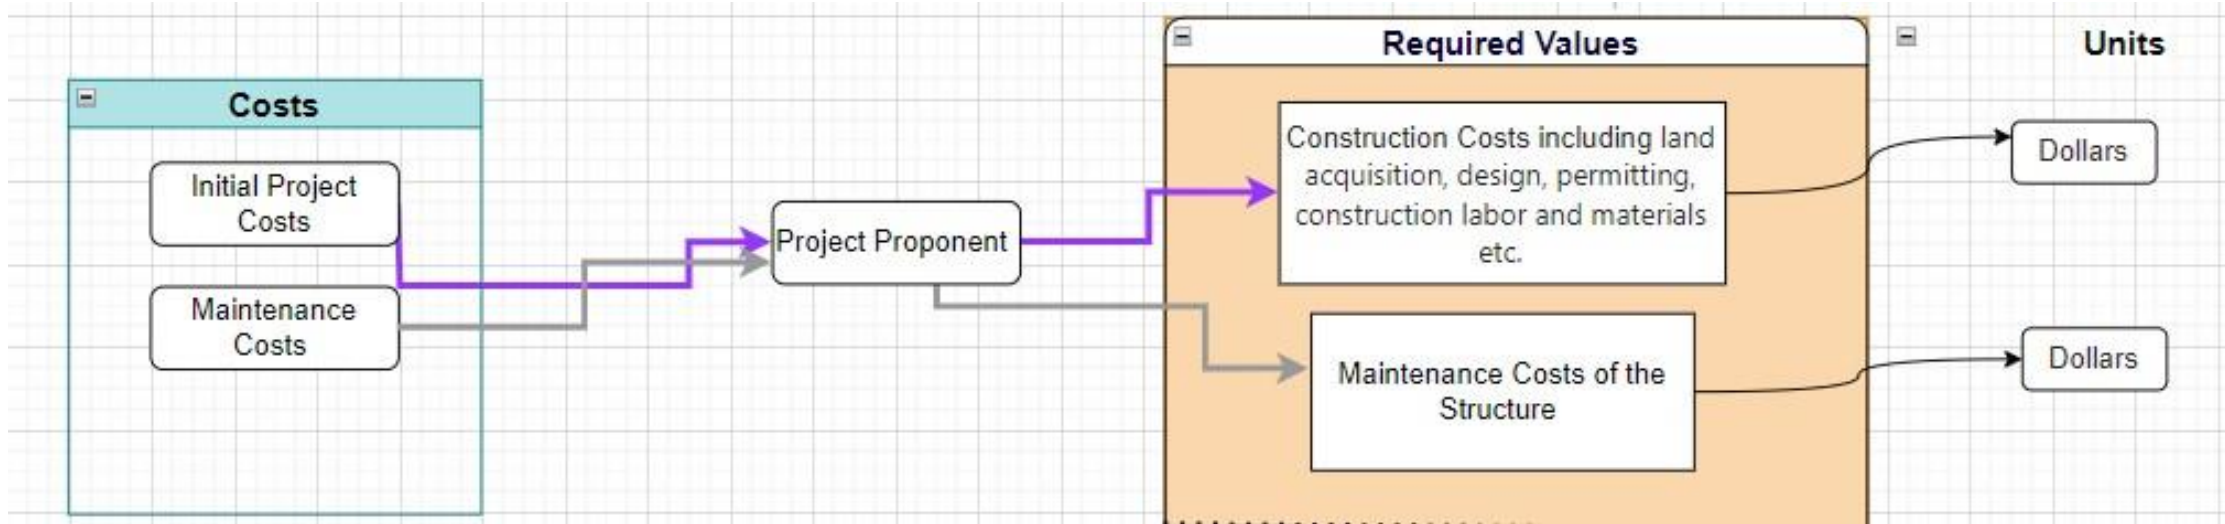 Costs
Initial Project
Costs
Maintenance
Costs
Project Proponent
Required Values
Construction Costs including land
acquisition, design, permitting,
construction labor and materials
etc.
Maintenance Costs of the
Structure
Units
Dollars
Dollars